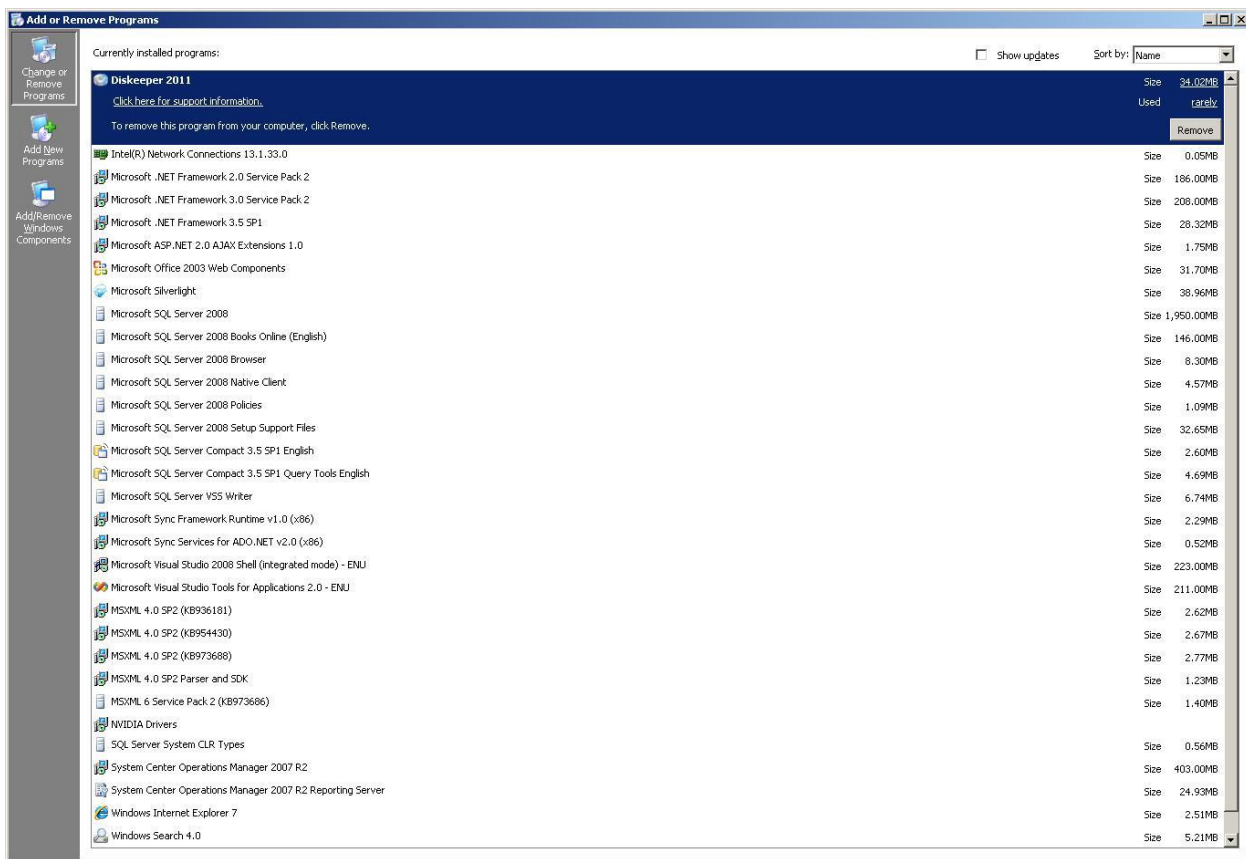 Add or Remove Programs
Change or
Remove
Programs
Add New
Programs
Add/Remove
Windows
Components
Currently installed programs:
Show updates
Sort by: Name
Diskeeper 2011 Size 34.02MB
Click here for support information. Used rarely
To remove this program from your computer, click Remove. Remove
Intel(R) Network Connections 13.1.33.0 Size 0.05MB
Microsoft .NET Framework 2.0 Service Pack 2 Size 186.00MB
Microsoft .NET Framework 3.0 Service Pack 2 Size 208.00MB
Microsoft .NET Framework 3.5 SP1 Size 28.32MB
Microsoft ASP.NET 2.0 AJAX Extensions 1.0 Size 1.75MB
Microsoft Office 2003 Web Components Size 31.70MB
Microsoft Silverlight Size 38.96MB
Microsoft SQL Server 2008 Size 1,950.00MB
Microsoft SQL Server 2008 Books Online (English) Size 146.00MB
Microsoft SQL Server 2008 Browser Size 8.30MB
Microsoft SQL Server 2008 Native Client Size 4.57MB
Microsoft SQL Server 2008 Policies Size 1.09MB
Microsoft SQL Server 2008 Setup Support Files Size 32.65MB
Microsoft SQL Server Compact 3.5 SP1 English Size 2.60MB
Microsoft SQL Server Compact 3.5 SP1 Query Tools English Size 4.69MB
Microsoft SQL Server VSS Writer Size 6.74MB
Microsoft Sync Framework Runtime v1.0 (x86) Size 2.29MB
Microsoft Sync Services for ADO.NET v2.0 (x86) Size 0.52MB
Microsoft Visual Studio 2008 Shell (integrated mode) - ENU Size 223.00MB
Microsoft Visual Studio Tools for Applications 2.0 - ENU Size 211.00MB
MSXML 4.0 SP2 (KB936181) Size 2.62MB
MSXML 4.0 SP2 (KB954430) Size 2.67MB
MSXML 4.0 SP2 (KB973688) Size 2.77MB
MSXML 4.0 SP2 Parser and SDK Size 1.23MB
MSXML 6 Service Pack 2 (KB973686) Size 1.40MB
NVIDIA Drivers
SQL Server System CLR Types Size 0.56MB
System Center Operations Manager 2007 R2 Size 403.00MB
System Center Operations Manager 2007 R2 Reporting Server Size 24.93MB
Windows Internet Explorer 7 Size 2.51MB
Windows Search 4.0 Size 5.21MB